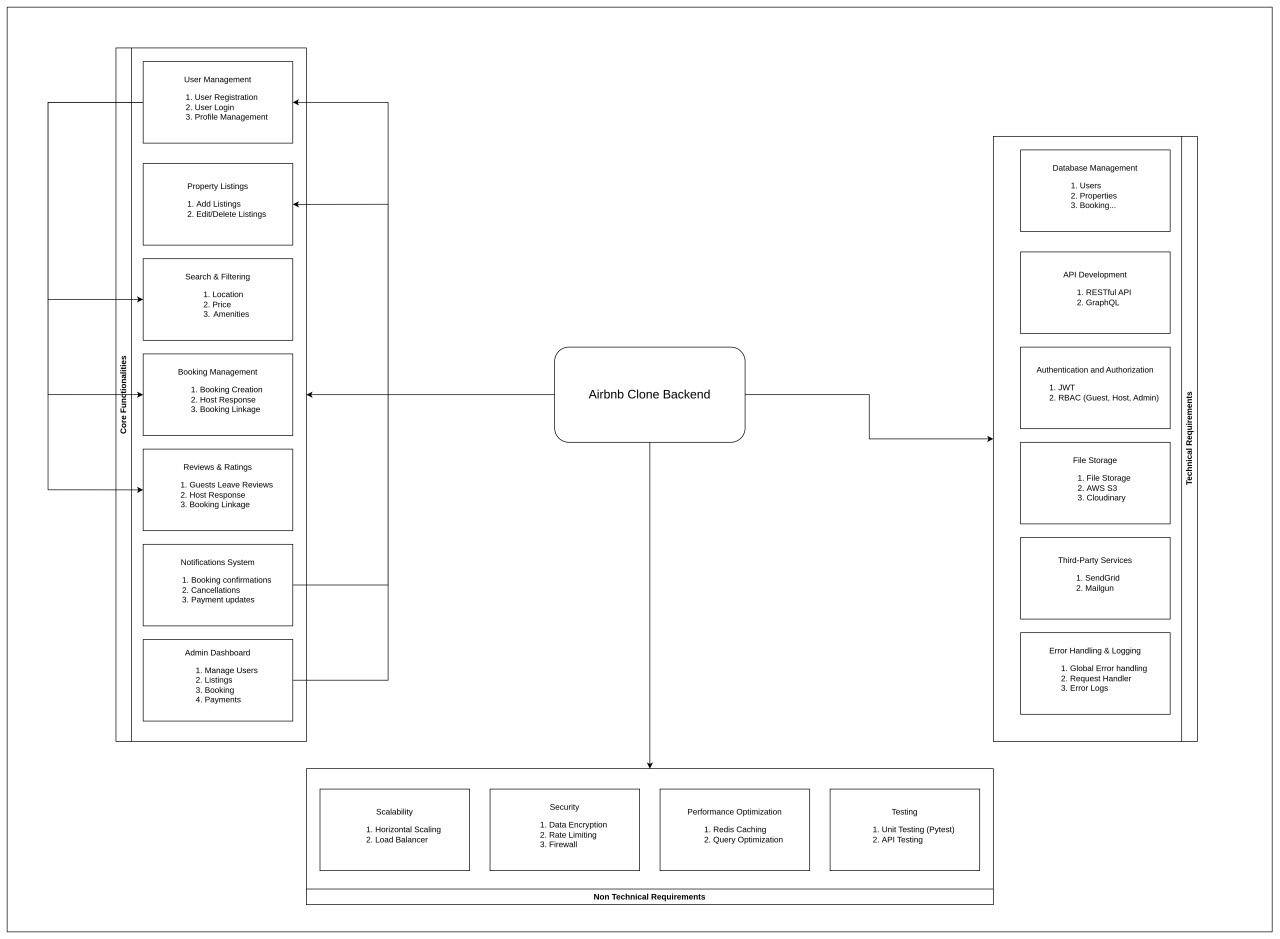 User Management
1. User Registration
2. User Login
3. Profile Management
Property Listings
1. Add Listings
2. Edit/Delete Listings
Search & Filtering
1. Location
2. Price
3. Amenities
Core Functionalities
Booking Management
1. Booking Creation
2. Host Response
3. Booking Linkage
Reviews & Ratings
1. Guests Leave Reviews
2. Host Response
3. Booking Linkage
Notifications System
1. Booking confirmations
2. Cancellations
3. Payment updates
Admin Dashboard
1. Manage Users
2. Listings
3. Booking
4. Payments
Airbnb Clone Backend
Database Management
1. Users
2. Properties
3. Booking...
API Development
1. RESTful API
2. GraphQL
Authentication and Authorization
1. JWT
2. RBAC (Guest, Host, Admin)
Technical Requirements
File Storage
1. File Storage
2. AWS S3
3. Cloudinary
Third-Party Services
1. SendGrid
2. Mailgun
Error Handling & Logging
1. Global Error handling
2. Request Handler
3. Error Logs
Scalability
1. Horizontal Scaling
2. Load Balancer
Security
1. Data Encryption
2. Rate Limiting
3. Firewall
Performance Optimization
1. Redis Caching
2. Query Optimization
Testing
1. Unit Testing (Pytest)
2. API Testing
Non Technical Requirements